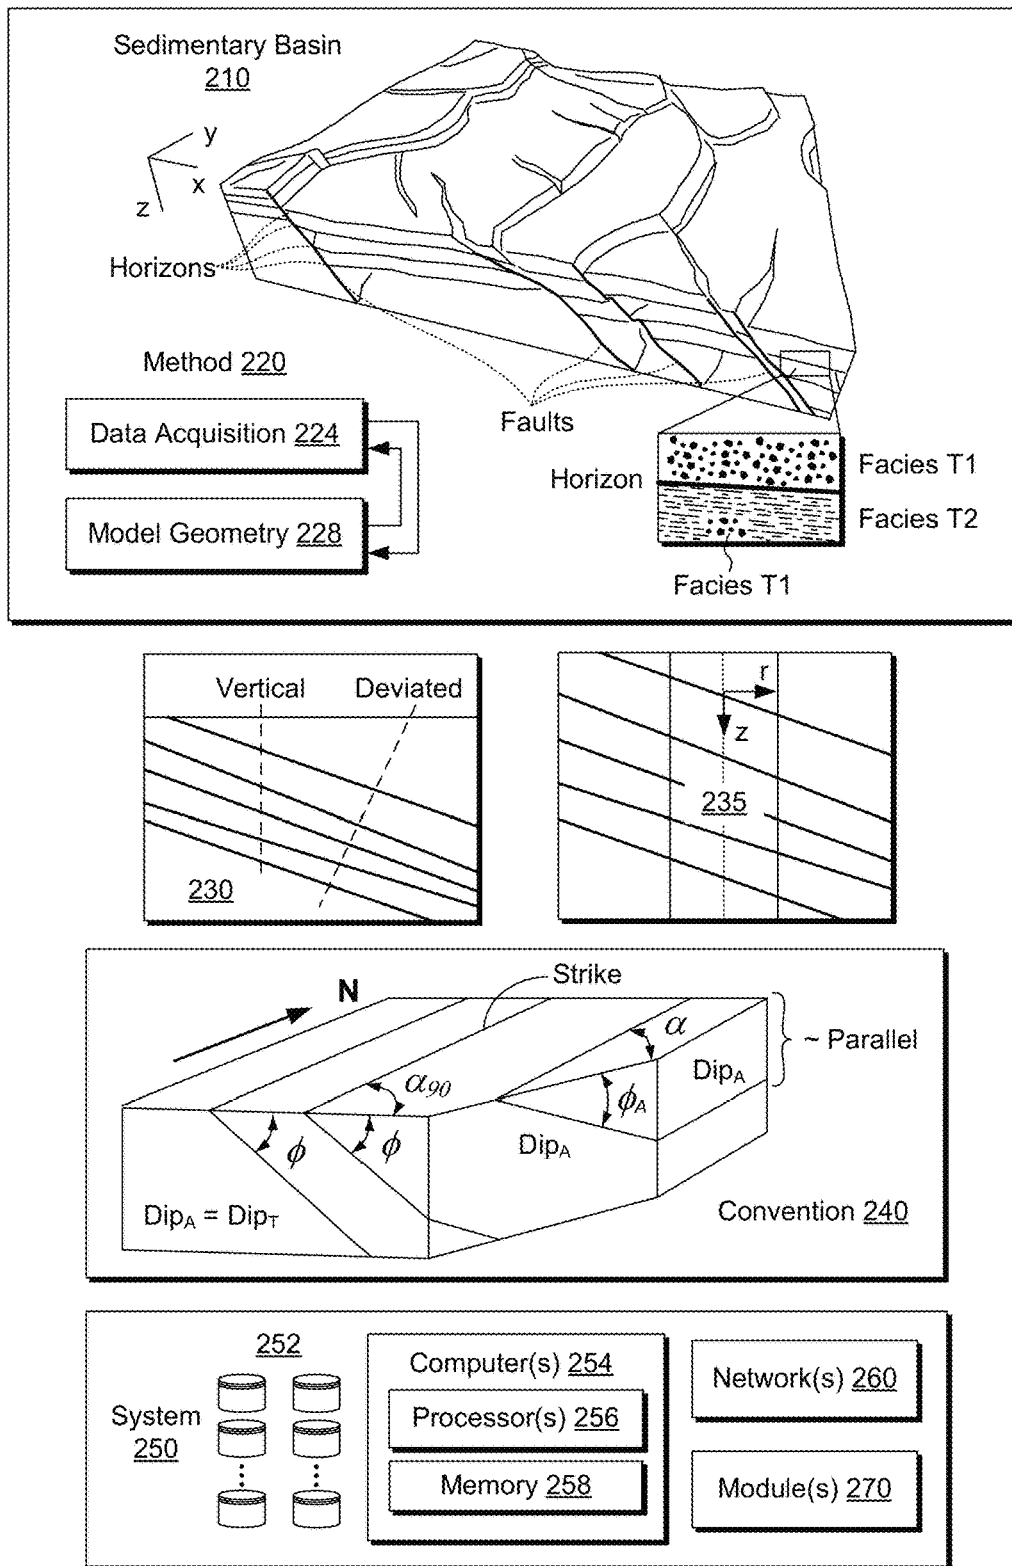 Sedimentary Basin
210
y
x
z
Horizons
Method 220
Faults
Data Acquisition 224
Model Geometry 228
Horizon
Facies T1
Facies T2
Facies T1
Vertical
Deviated
230
r
z
235
N
Strike
α
~ Parallel
α90
DipA
ϕA
ϕ
ϕ
DipA
DipA = DipT
Convention 240
252
System
250
Computer(s) 254
Processor(s) 256
Memory 258
Network(s) 260
Module(s) 270